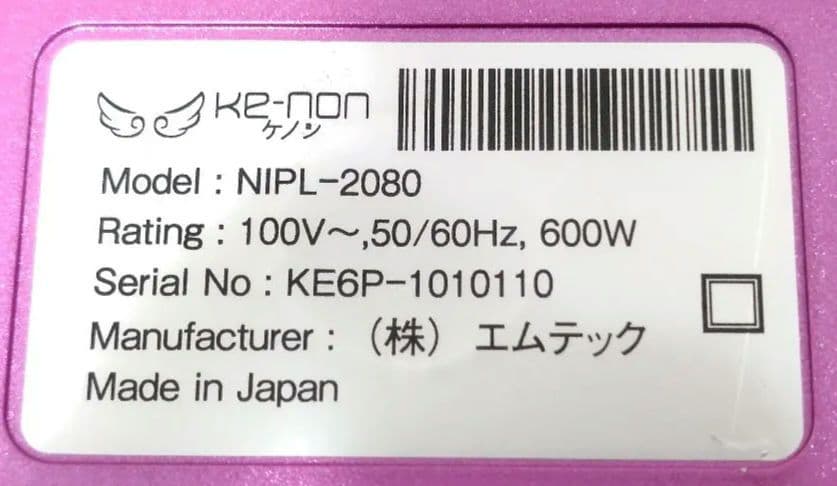 Ke-non
ケノン
Model : NIPL-2080
Rating : 100V～,50/60Hz, 600W
Serial No : KE6P-1010110
Manufacturer : （株） エムテック
Made in Japan